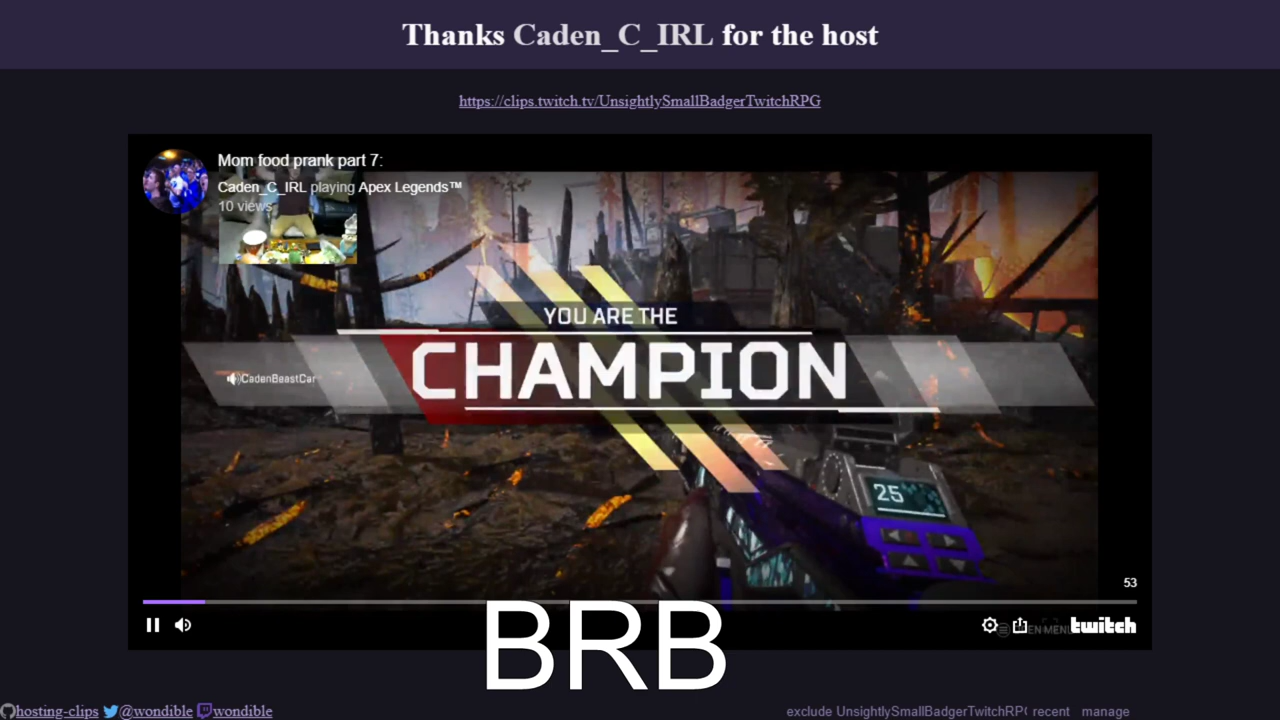 Thanks Caden_C_IRL for the host
https://clips.twitch.tv/UnsightlySmallBadgerTwitchRPG
Mom food prank part 7:
Caden_C_IRL playing Apex Legends™
10 views
YOU ARE THE
CHAMPION
CadenBeastCar
25
53
BRB
twitch
hosting-clips @wondible wondible
exclude UnsightlySmallBadgerTwitchRP recent manage